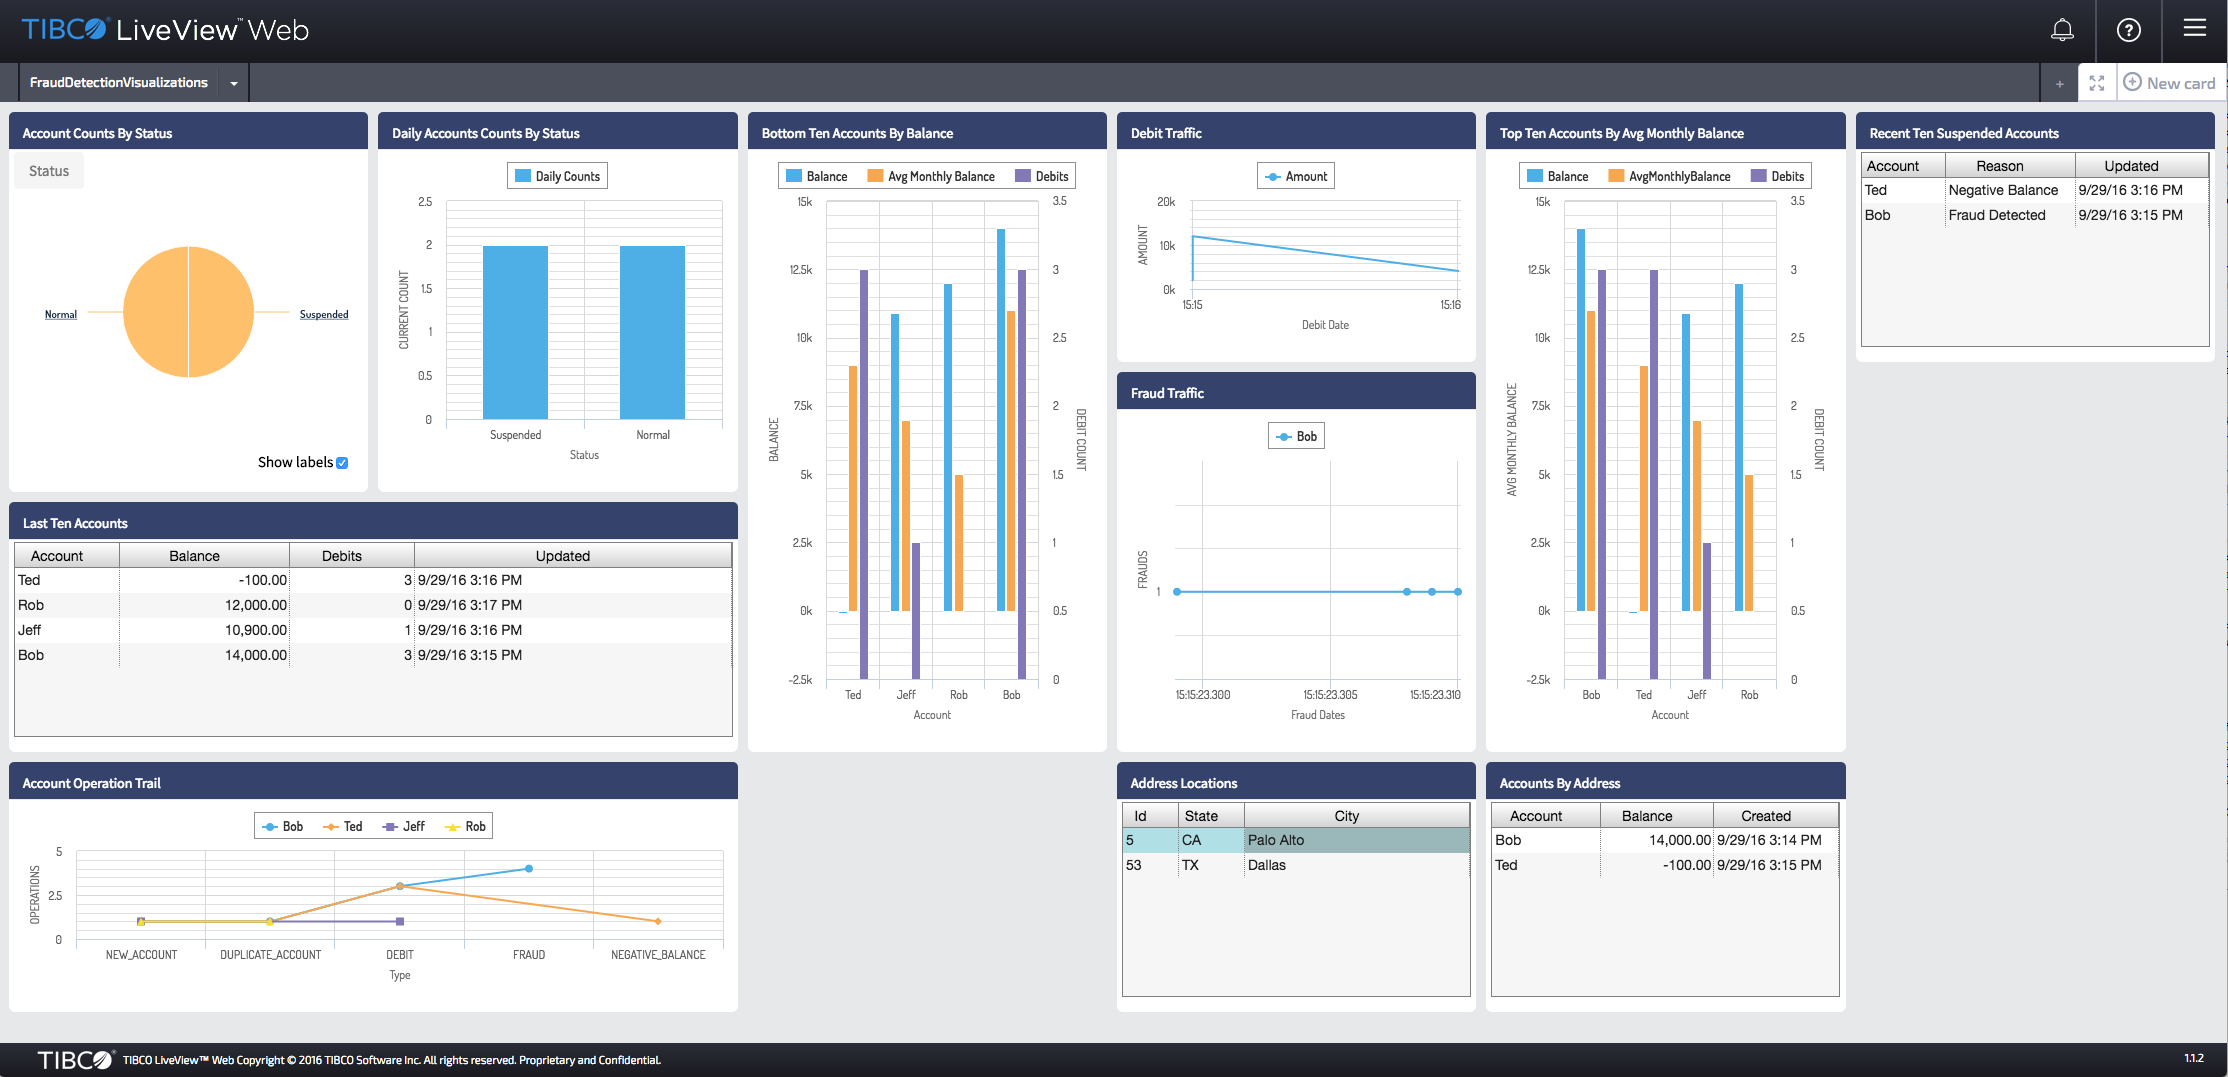 TIBCO LiveView™ Web
FraudDetectionVisualizations
+ New card
Account Counts By Status
Status
Normal
Suspended
Show labels
Daily Accounts Counts By Status
Daily Counts
2.5
2
1.5
1
0.5
0
CURRENT COUNT
Suspended Normal
Status
Bottom Ten Accounts By Balance
Balance Avg Monthly Balance Debits
15k
12.5k
10k
7.5k
5k
2.5k
0k
-2.5k
BALANCE
3.5
3
2.5
2
1.5
1
0.5
0
DEBIT COUNT
Ted Jeff Rob Bob
Account
Debit Traffic
Amount
20k
10k
0k
AMOUNT
15:15 15:16
Debit Date
Fraud Traffic
Bob
FRAUDS
1
15:15:23.300 15:15:23.305 15:15:23.310
Fraud Dates
Top Ten Accounts By Avg Monthly Balance
Balance AvgMonthlyBalance Debits
15k
12.5k
10k
7.5k
5k
2.5k
0k
-2.5k
AVG MONTHLY BALANCE
3.5
3
2.5
2
1.5
1
0.5
0
DEBIT COUNT
Bob Ted Jeff Rob
Account
Recent Ten Suspended Accounts
Account Reason Updated
Ted Negative Balance 9/29/16 3:16 PM
Bob Fraud Detected 9/29/16 3:15 PM
Last Ten Accounts
Account Balance Debits Updated
Ted -100.00 3 9/29/16 3:16 PM
Rob 12,000.00 0 9/29/16 3:17 PM
Jeff 10,900.00 1 9/29/16 3:16 PM
Bob 14,000.00 3 9/29/16 3:15 PM
Account Operation Trail
Bob Ted Jeff Rob
5
2.5
0
OPERATIONS
NEW_ACCOUNT DUPLICATE_ACCOUNT DEBIT FRAUD NEGATIVE_BALANCE
Type
Address Locations
Id State City
5 CA Palo Alto
53 TX Dallas
Accounts By Address
Account Balance Created
Bob 14,000.00 9/29/16 3:14 PM
Ted -100.00 9/29/16 3:15 PM
TIBCO® TIBCO LiveView™ Web Copyright © 2016 TIBCO Software Inc. All rights reserved. Proprietary and Confidential.
1.1.2